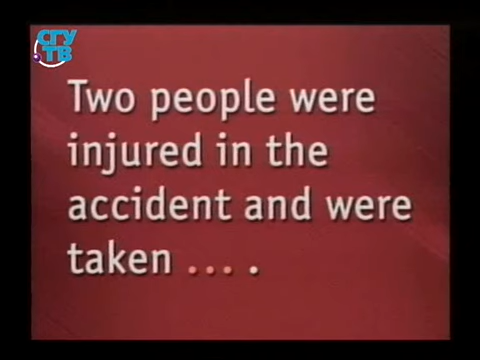 СГУ
ТВ
Two people were
injured in the
accident and were
taken ... .